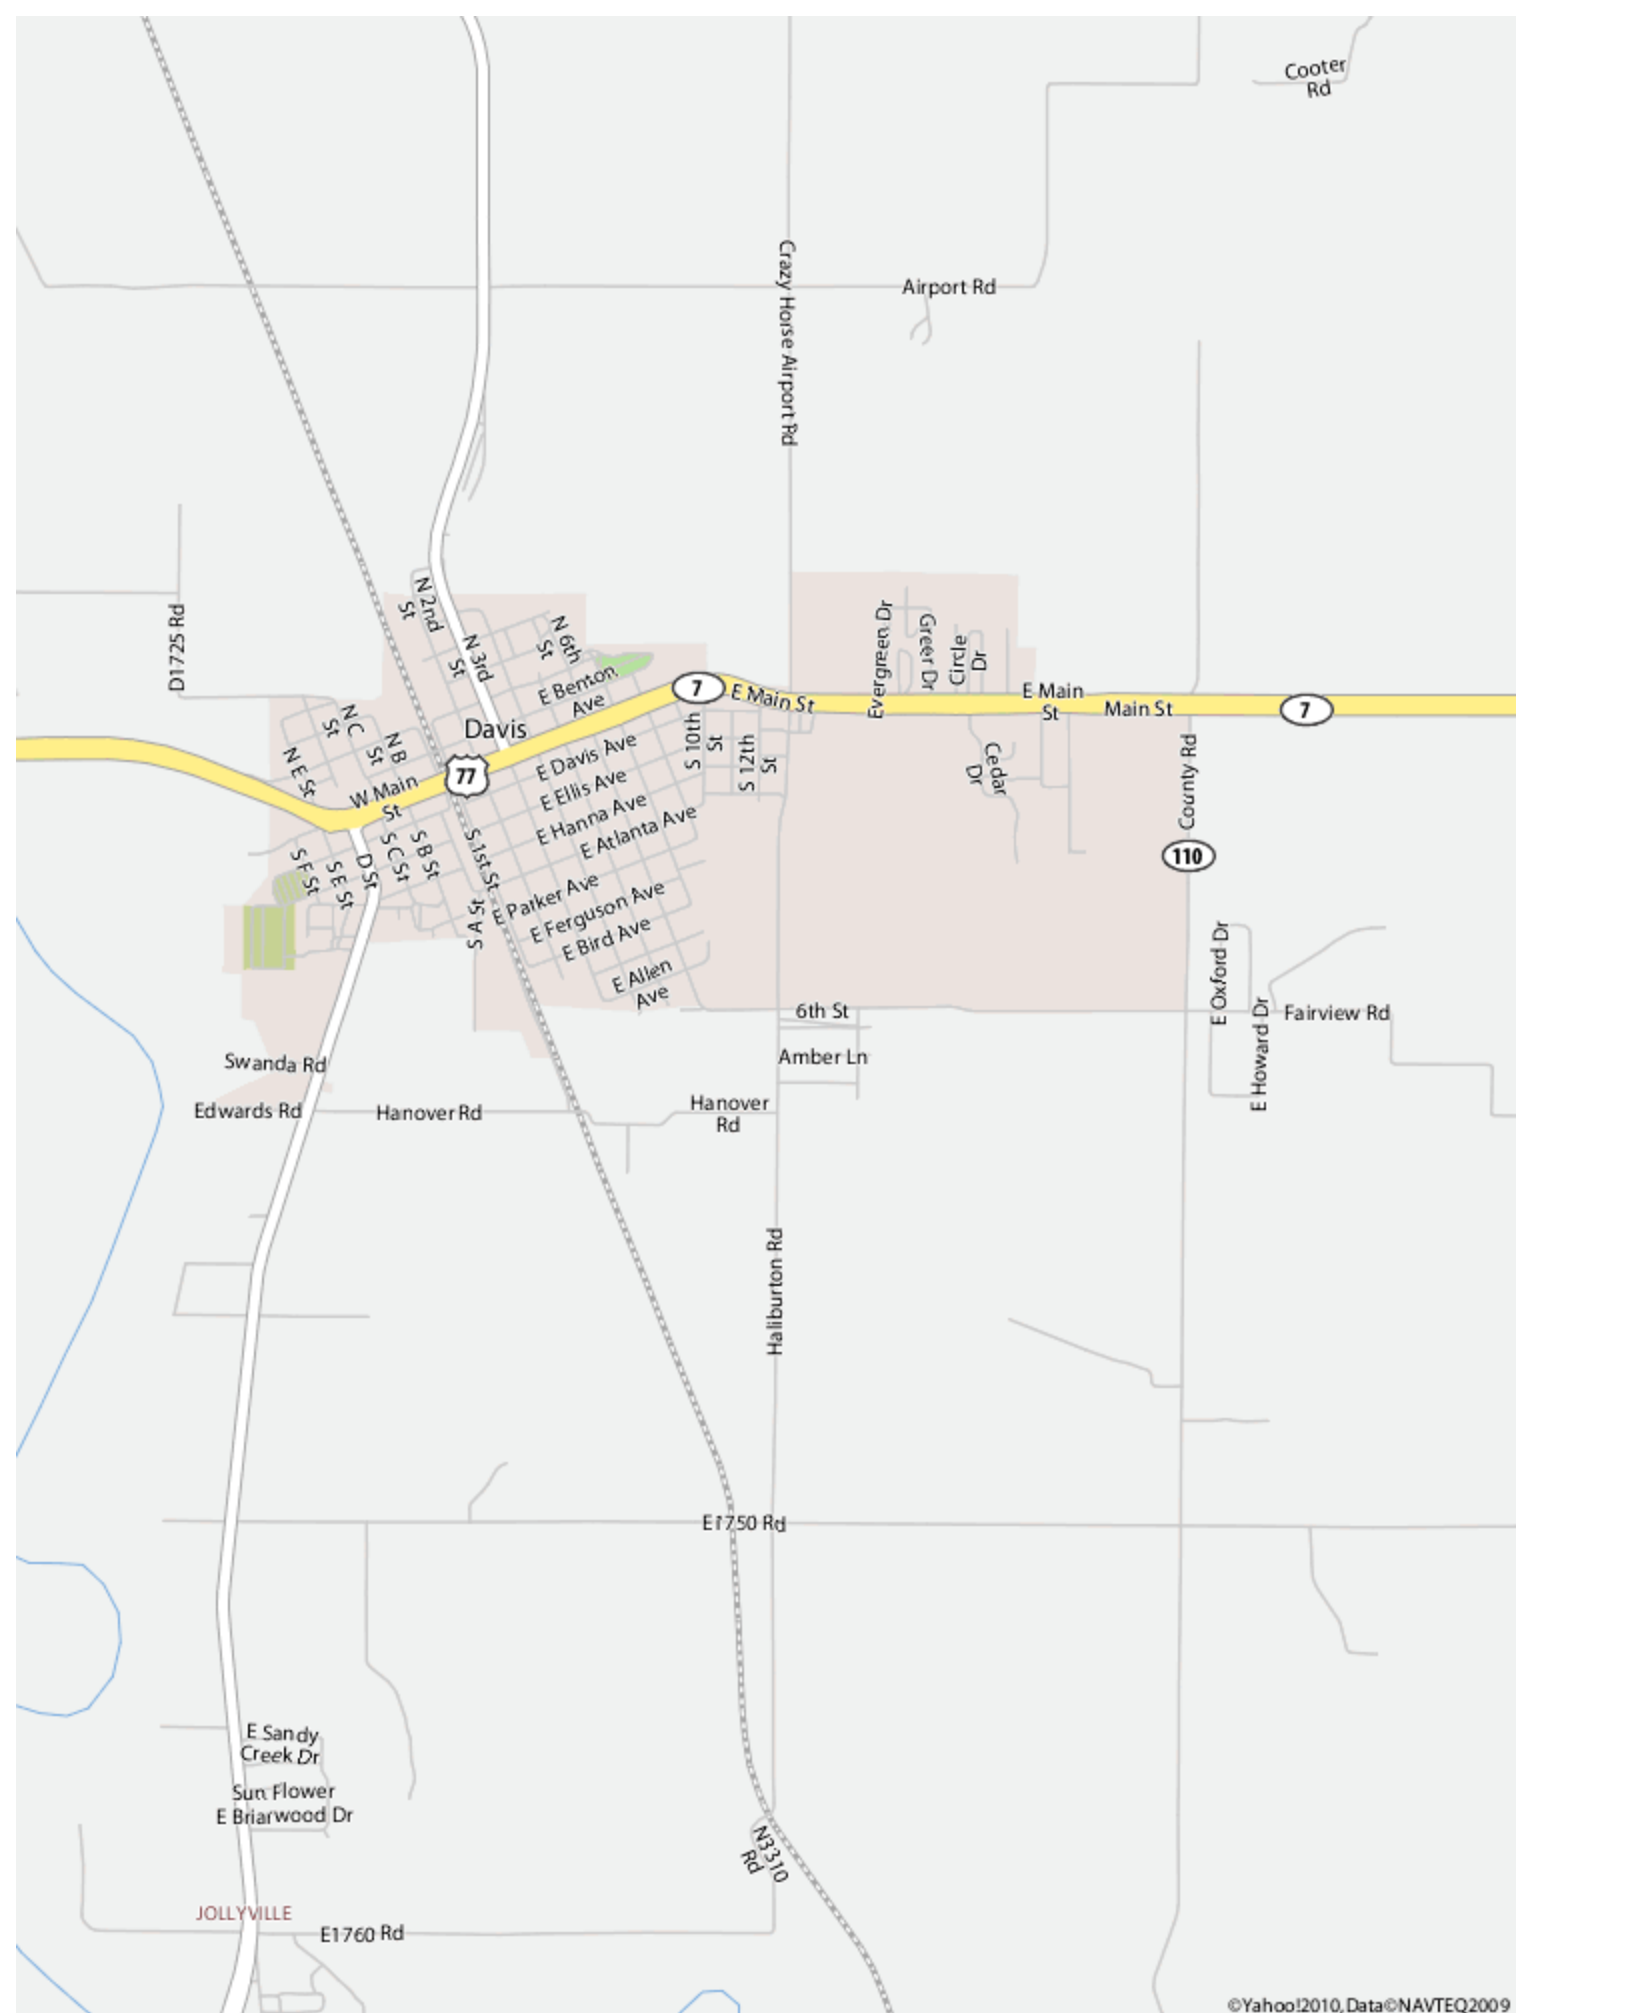 Cooter
Rd
Crazy Horse Airport Rd
Airport Rd
D1725 Rd
N 2nd
St
N 3rd
St
N 6th
St
E Benton
Ave
Evergreen Dr
Greer Dr
Circle
Dr
7
E Main St
E Main
St
Main St
7
Davis
N C
St
N B
St
N E St
77
W Main
St
E Davis Ave
E Ellis Ave
E Hanna Ave
E Atlanta Ave
S 10th
St
S 12th
St
Cedar
Dr
County Rd
110
S F St
S E St
D St
S C St
S B St
S 1st St
S A St
E Parker Ave
E Ferguson Ave
E Bird Ave
E Allen
Ave
6th St
Amber Ln
E Oxford Dr
E Howard Dr
Fairview Rd
Swanda Rd
Edwards Rd
Hanover Rd
Hanover
Rd
Haliburton Rd
E1750 Rd
E Sandy
Creek Dr
Sun Flower
E Briarwood Dr
N3310
Rd
JOLLYVILLE
E1760 Rd
©Yahoo!2010,Data©NAVTEQ2009